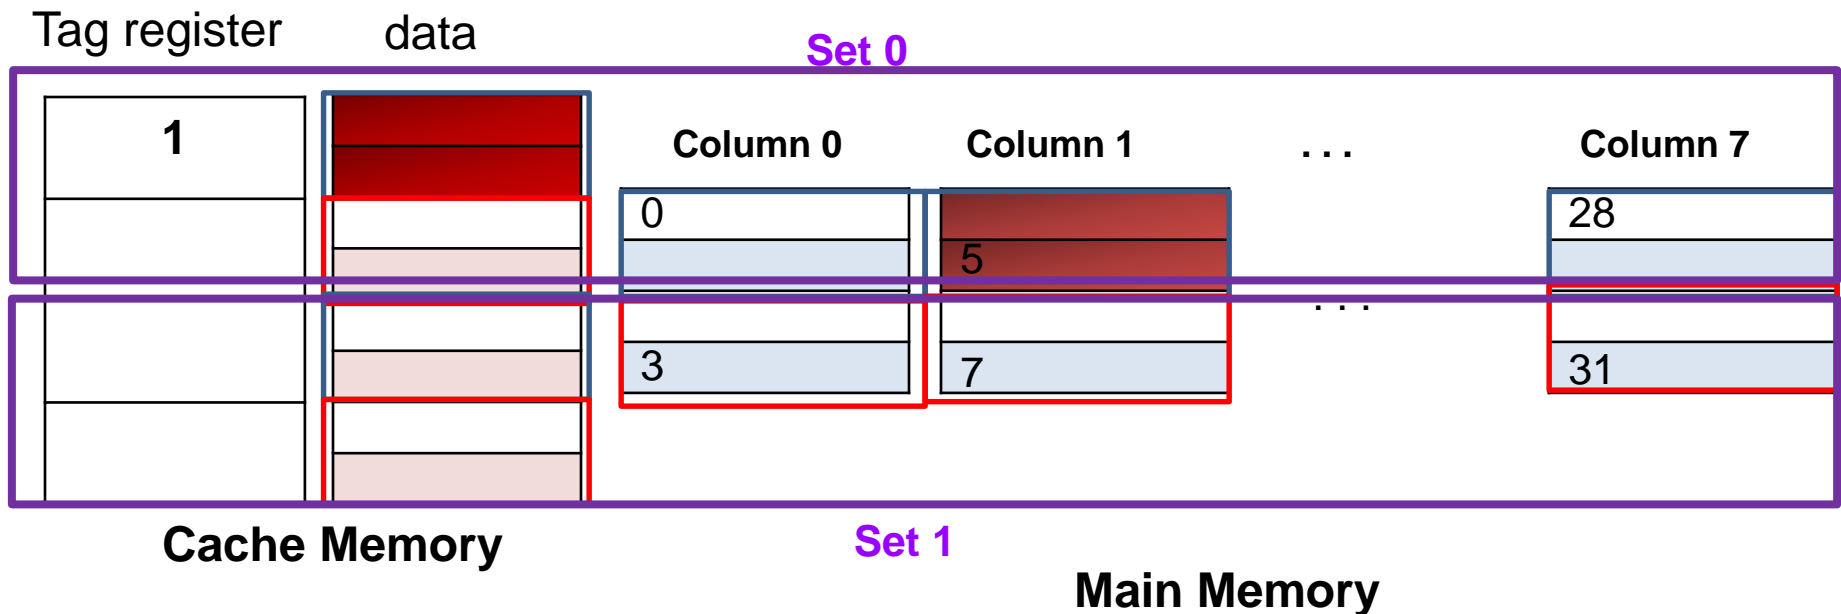 Tag register data
Set 0
1
Column 0 Column 1 . . . Column 7
0 28
5
. . .
3 7 31
Cache Memory
Set 1
Main Memory